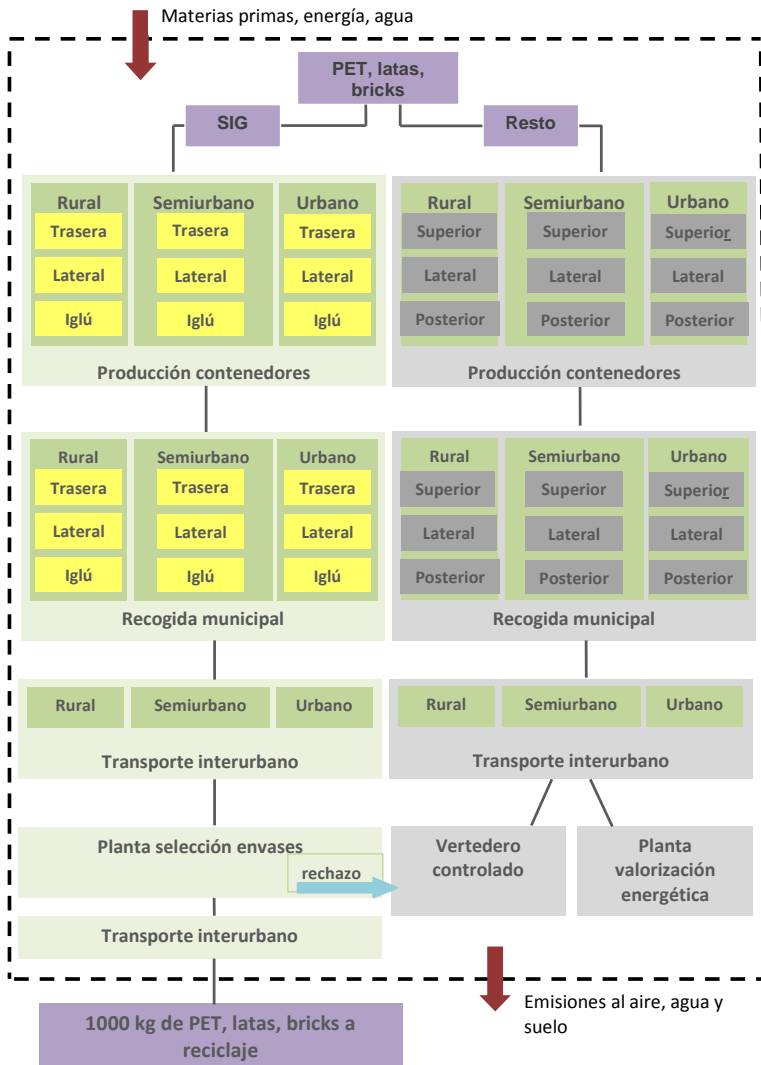 Materias primas, energía, agua
PET, latas,
bricks
SIG
Resto
Rural
Semiurbano
Urbano
Trasera
Trasera
Trasera
Lateral
Lateral
Lateral
Iglú
Iglú
Iglú
Producción contenedores
Rural
Semiurbano
Urbano
Superior
Superior
Superior
Lateral
Lateral
Lateral
Posterior
Posterior
Posterior
Producción contenedores
Rural
Semiurbano
Urbano
Trasera
Trasera
Trasera
Lateral
Lateral
Lateral
Iglú
Iglú
Iglú
Recogida municipal
Rural
Semiurbano
Urbano
Superior
Superior
Superior
Lateral
Lateral
Lateral
Posterior
Posterior
Posterior
Recogida municipal
Rural
Semiurbano
Urbano
Transporte interurbano
Rural
Semiurbano
Urbano
Transporte interurbano
Planta selección envases
rechazo
Vertedero
controlado
Planta
valorización
energética
Transporte interurbano
Emisiones al aire, agua y
suelo
1000 kg de PET, latas, bricks a
reciclaje